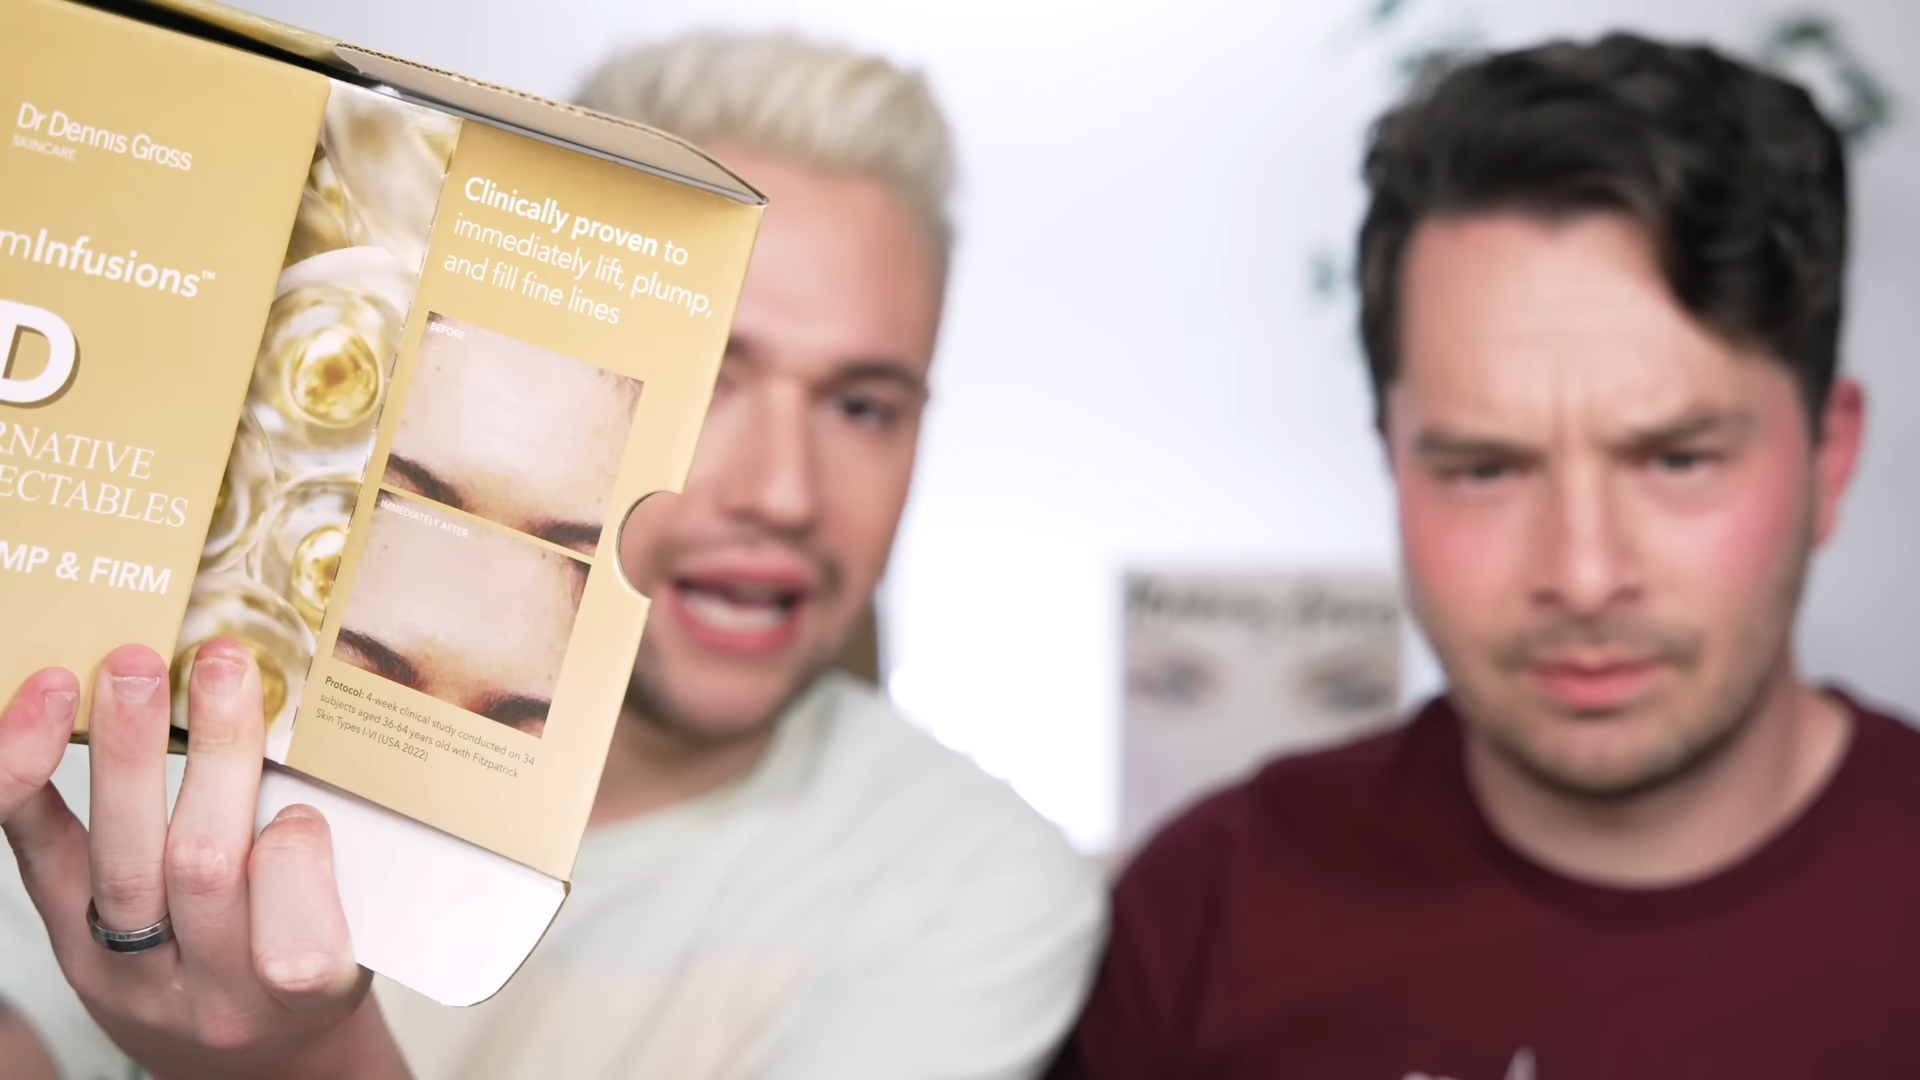 Dr Dennis Gross
SKINCARE
mInfusions™
D
RNATIVE
ECTABLES
MP & FIRM
Clinically proven to
immediately lift, plump,
and fill fine lines
BEFORE
IMMEDIATELY AFTER
Protocol: 4-week clinical study conducted on 34
subjects aged 36-64 years old with Fitzpatrick
Skin Types I-VI (USA 2022)